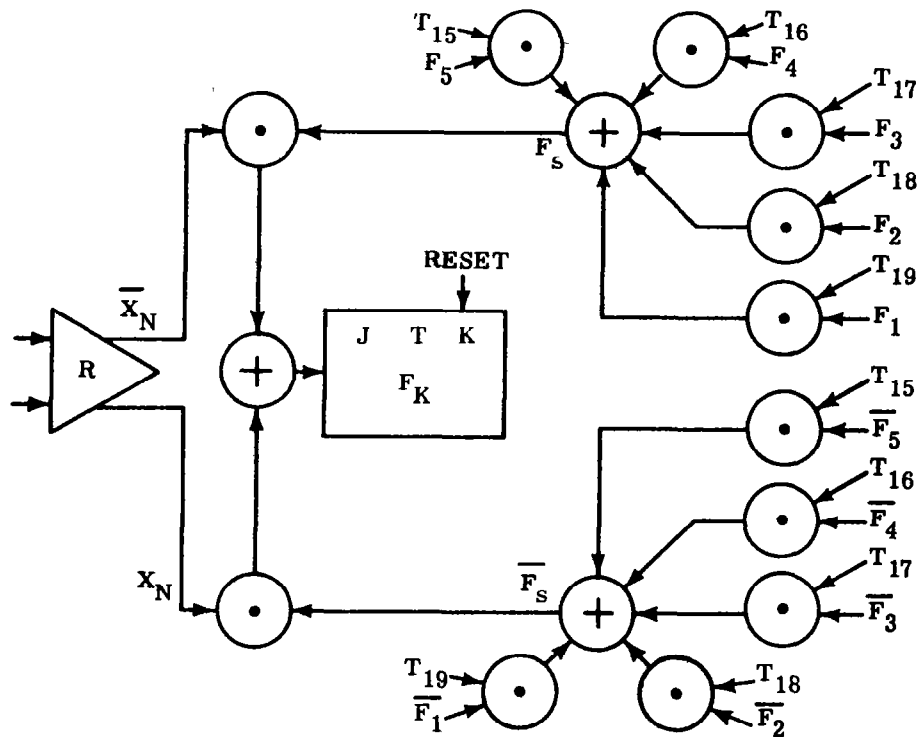 T15
F5
T16
F4
T17
F3
T18
F2
T19
F1
Fs
RESET
X̅N
R
J T K
FK
T15
F̅5
T16
F̅4
T17
F̅3
XN
F̅s
T19
F̅1
T18
F̅2